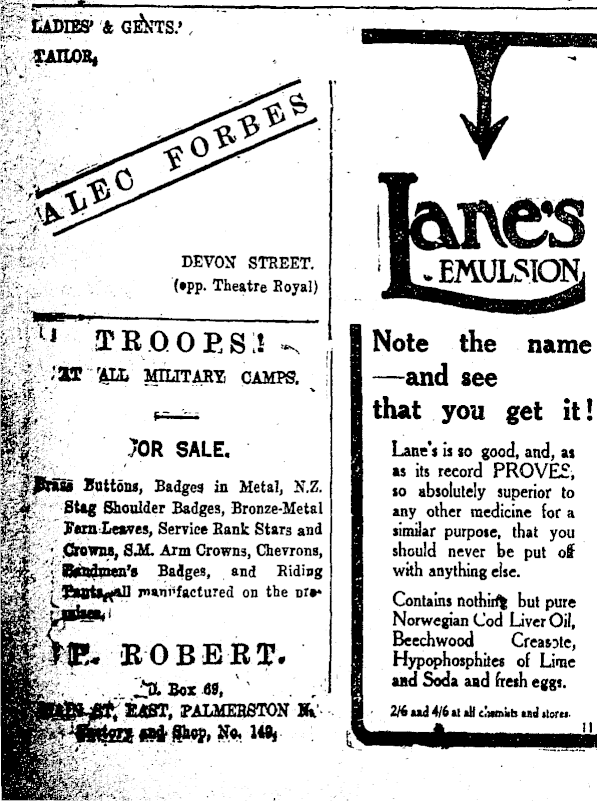 LADIES' & GENTS.'
TAILOR,
ALEC FORBES
DEVON STREET.
(opp. Theatre Royal)
TROOPS!
AT ALL MILITARY CAMPS.
FOR SALE.
Brass Buttons, Badges in Metal, N.Z.
Stag Shoulder Badges, Bronze-Metal
Fern Leaves, Service Rank Stars and
Crowns, S.M. Arm Crowns, Chevrons,
Bandmen's Badges, and Riding
Pants, all manufactured on the pre-
mises.
P. ROBERT.
Box 69,
MAIN ST, EAST, PALMERSTON N.
Factory and Shop, No. 149,
Lane's
EMULSION
Note the name
—and see
that you get it!
Lane's is so good, and, as
as its record PROVES,
so absolutely superior to
any other medicine for a
similar purpose, that you
should never be put off
with anything else.
Contains nothing but pure
Norwegian Cod Liver Oil,
Beechwood Creasote,
Hypophosphites of Lime
and Soda and fresh eggs.
2/6 and 4/6 at all chemists and stores.
11